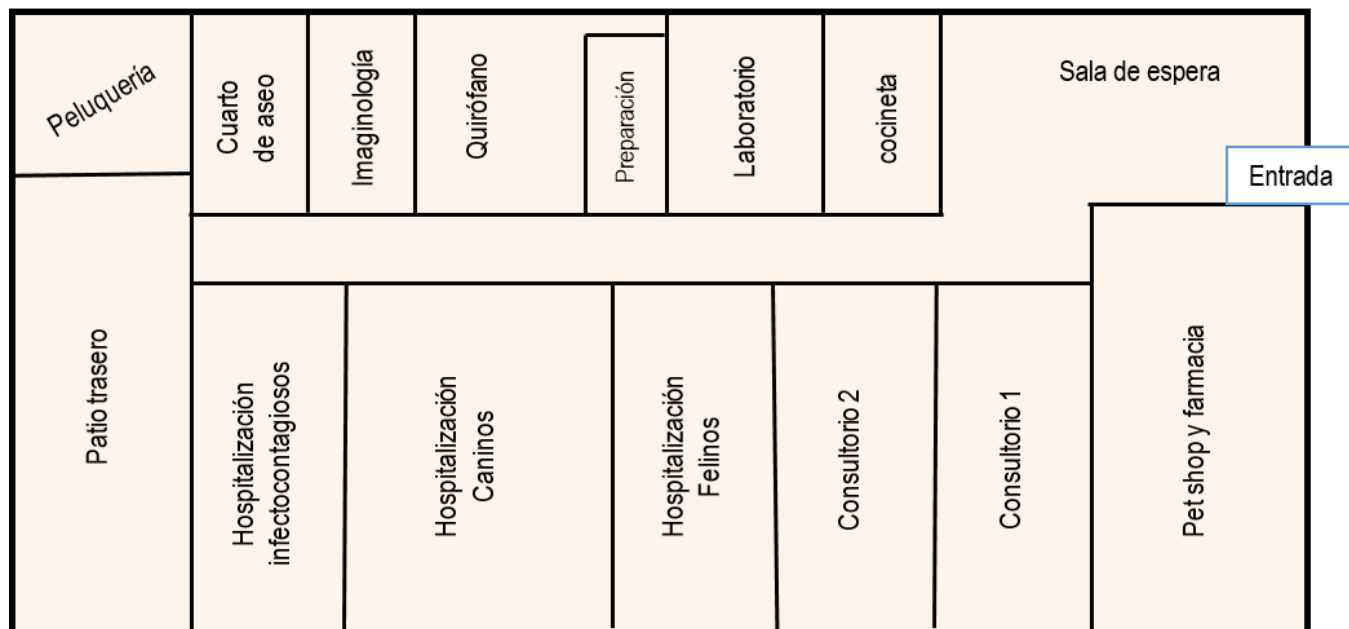 Peluquería
Cuarto
de aseo
Imaginología
Quirófano
Preparación
Laboratorio
cocineta
Sala de espera
Entrada
Patio trasero
Hospitalización
infectocontagiosos
Hospitalización
Caninos
Hospitalización
Felinos
Consultorio 2
Consultorio 1
Pet shop y farmacia